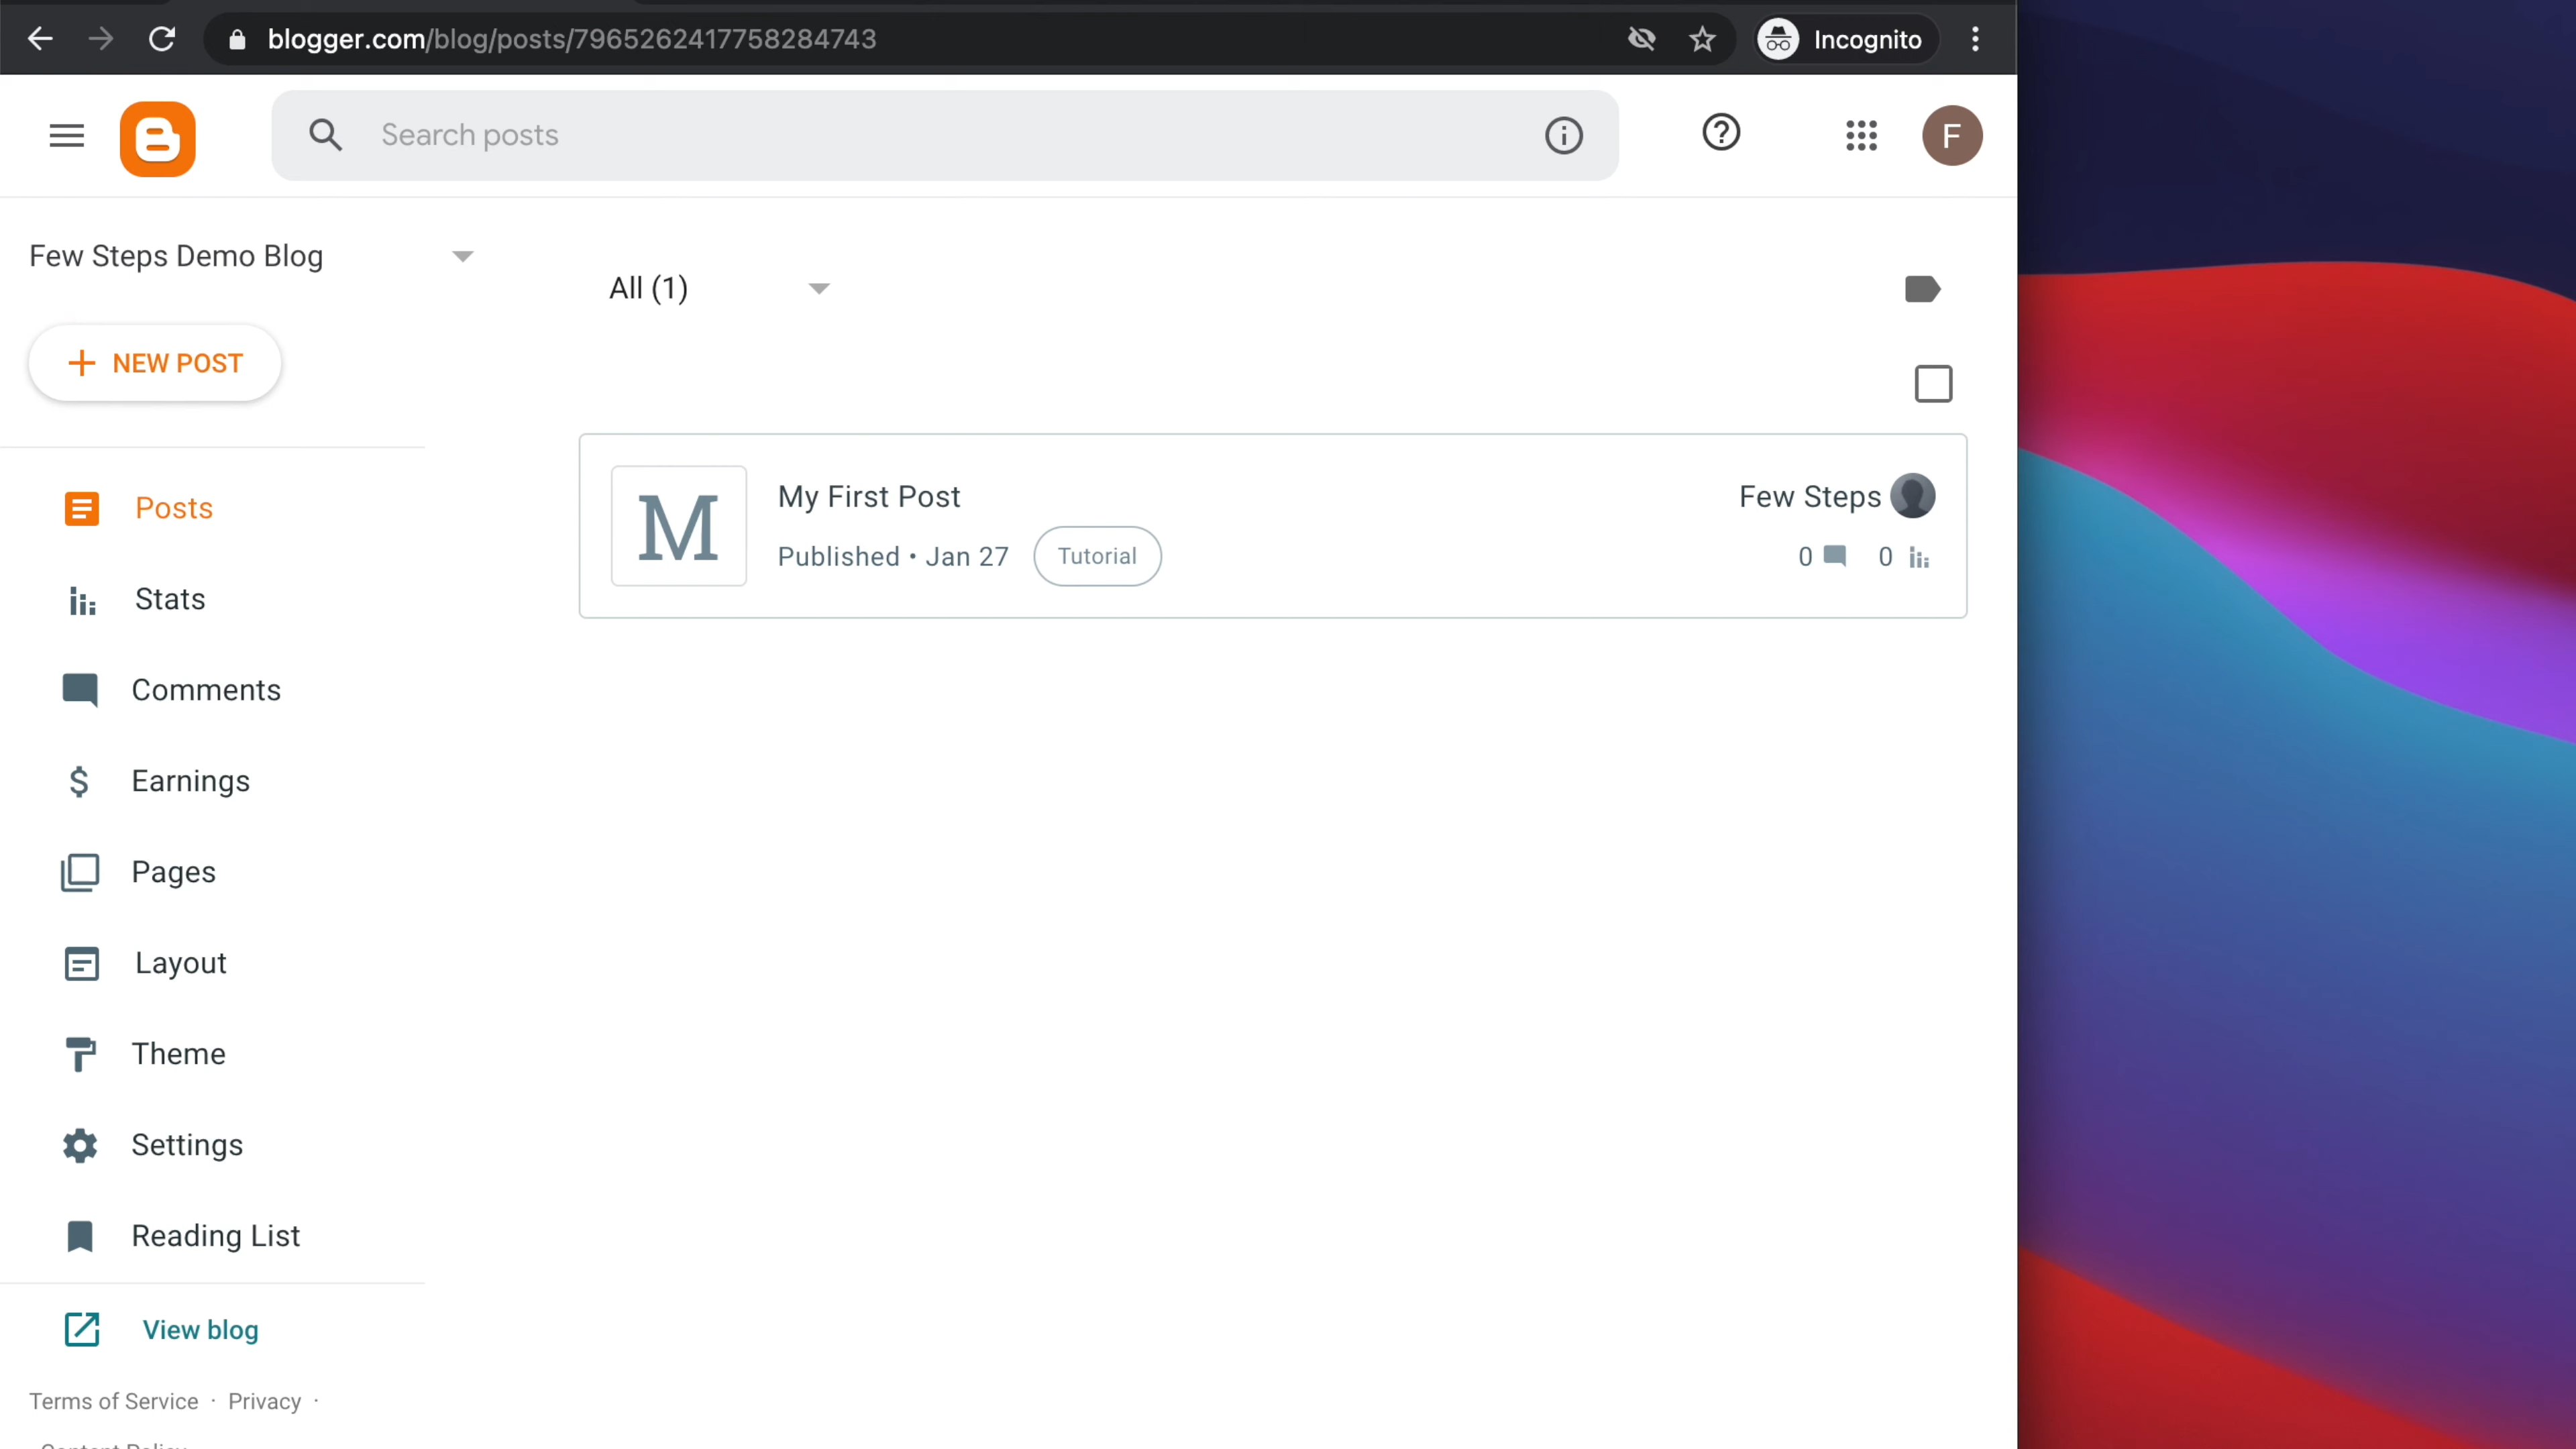 blogger.com/blog/posts/7965262417758284743
Incognito
Search posts
F
Few Steps Demo Blog
All (1)
NEW POST
Posts
M
My First Post
Few Steps
Published • Jan 27
Tutorial
0
0
Stats
Comments
Earnings
Pages
Layout
Theme
Settings
Reading List
View blog
Terms of Service · Privacy ·
Content Policy